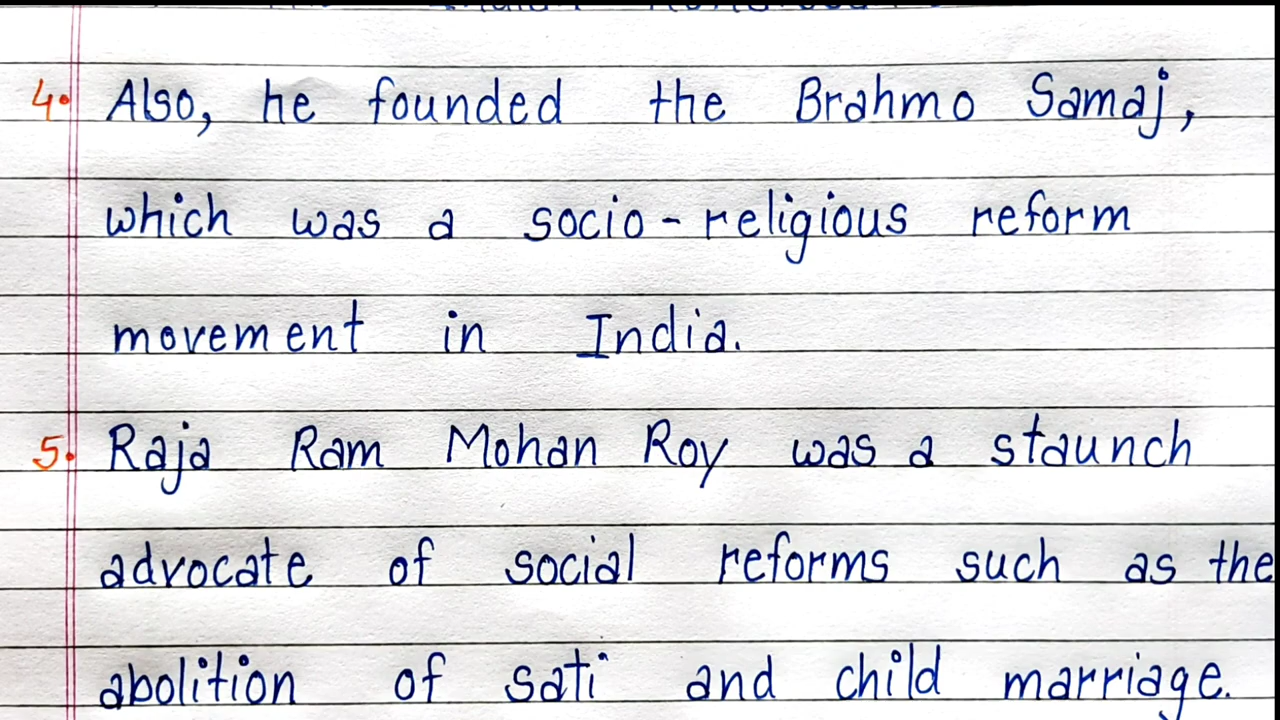 4. Also, he founded the Brahmo Samaj,
which was a socio-religious reform
movement in India.
5. Raja Ram Mohan Roy was a staunch
advocate of social reforms such as the
abolition of sati and child marriage.